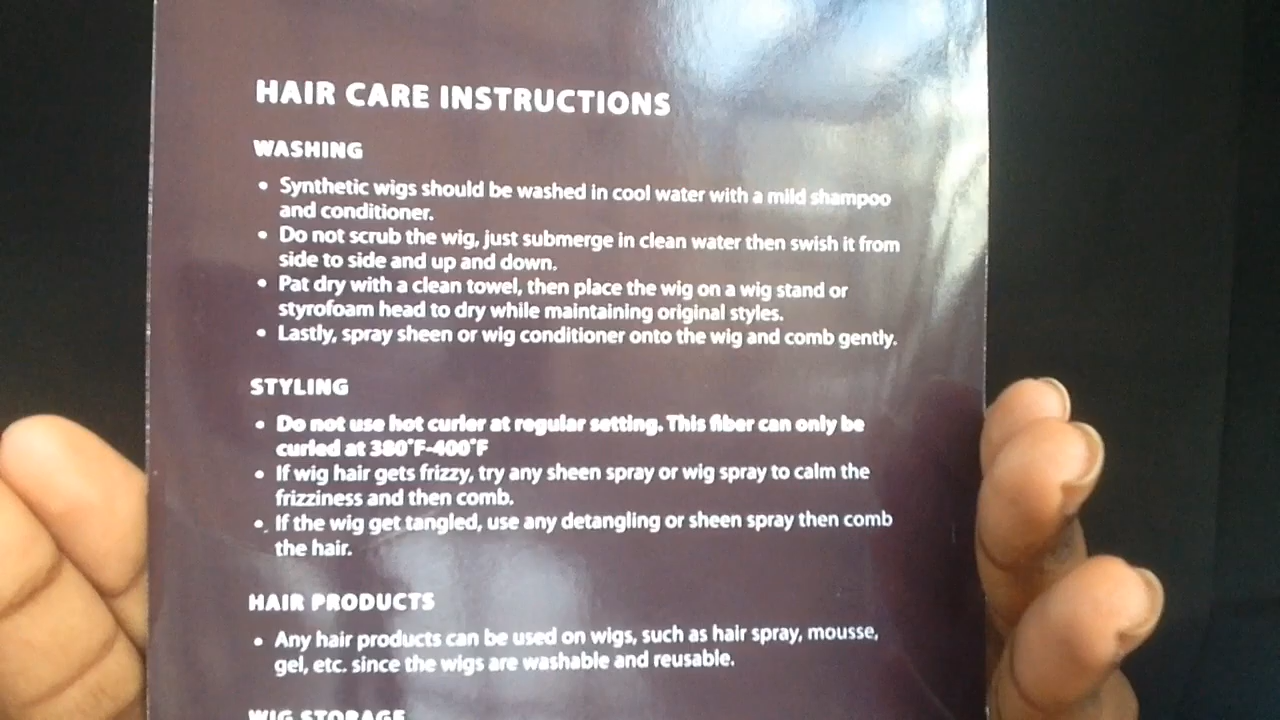 HAIR CARE INSTRUCTIONS
WASHING
• Synthetic wigs should be washed in cool water with a mild shampoo
and conditioner.
• Do not scrub the wig, just submerge in clean water then swish it from
side to side and up and down.
• Pat dry with a clean towel, then place the wig on a wig stand or
styrofoam head to dry while maintaining original styles.
• Lastly, spray sheen or wig conditioner onto the wig and comb gently.
STYLING
• Do not use hot curler at regular setting. This fiber can only be
curled at 380°F-400°F
• If wig hair gets frizzy, try any sheen spray or wig spray to calm the
frizziness and then comb.
• If the wig get tangled, use any detangling or sheen spray then comb
the hair.
HAIR PRODUCTS
• Any hair products can be used on wigs, such as hair spray, mousse,
gel, etc. since the wigs are washable and reusable.
WIG STORAGE